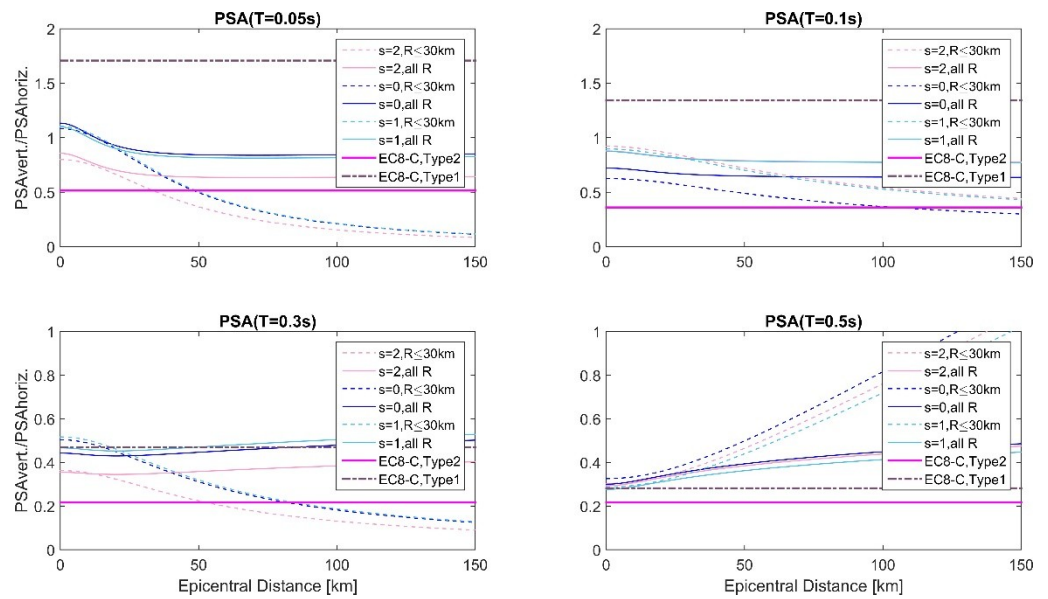 PSA(T=0.05s)
2
1.5
1
0.5
0
0
50
100
150
PSAvert./PSAhoriz.
s=2,R≤30km
s=2,all R
s=0,R≤30km
s=0,all R
s=1,R≤30km
s=1,all R
EC8-C,Type2
EC8-C,Type1
PSA(T=0.1s)
2
1.5
1
0.5
0
0
50
100
150
s=2,R≤30km
s=2,all R
s=0,R≤30km
s=0,all R
s=1,R≤30km
s=1,all R
EC8-C,Type2
EC8-C,Type1
PSA(T=0.3s)
1
0.8
0.6
0.4
0.2
0
0
50
100
150
PSAvert./PSAhoriz.
Epicentral Distance [km]
s=2,R≤30km
s=2,all R
s=0,R≤30km
s=0,all R
s=1,R≤30km
s=1,all R
EC8-C,Type2
EC8-C,Type1
PSA(T=0.5s)
1
0.8
0.6
0.4
0.2
0
0
50
100
150
Epicentral Distance [km]
s=2,R≤30km
s=2,all R
s=0,R≤30km
s=0,all R
s=1,R≤30km
s=1,all R
EC8-C,Type2
EC8-C,Type1